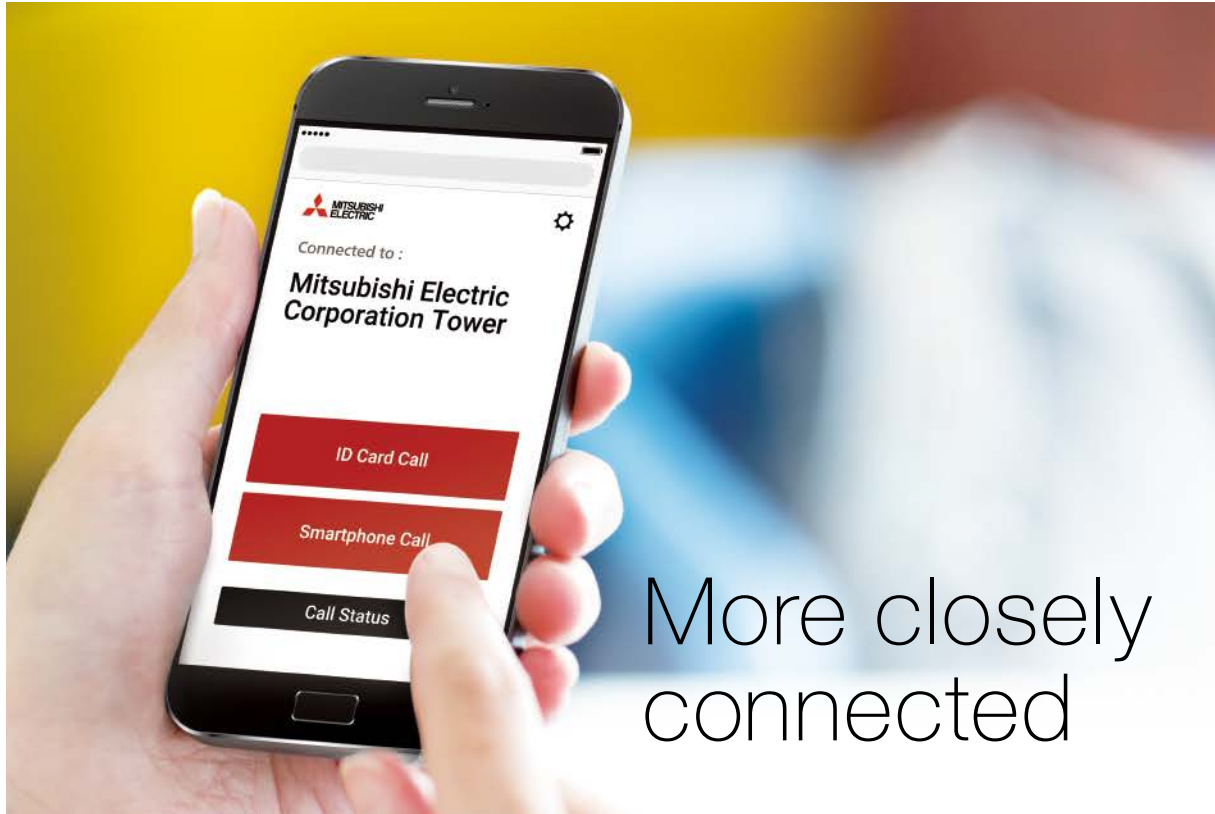 MITSUBISHI
ELECTRIC
Connected to :
Mitsubishi Electric
Corporation Tower
ID Card Call
Smartphone Call
Call Status
More closely
connected